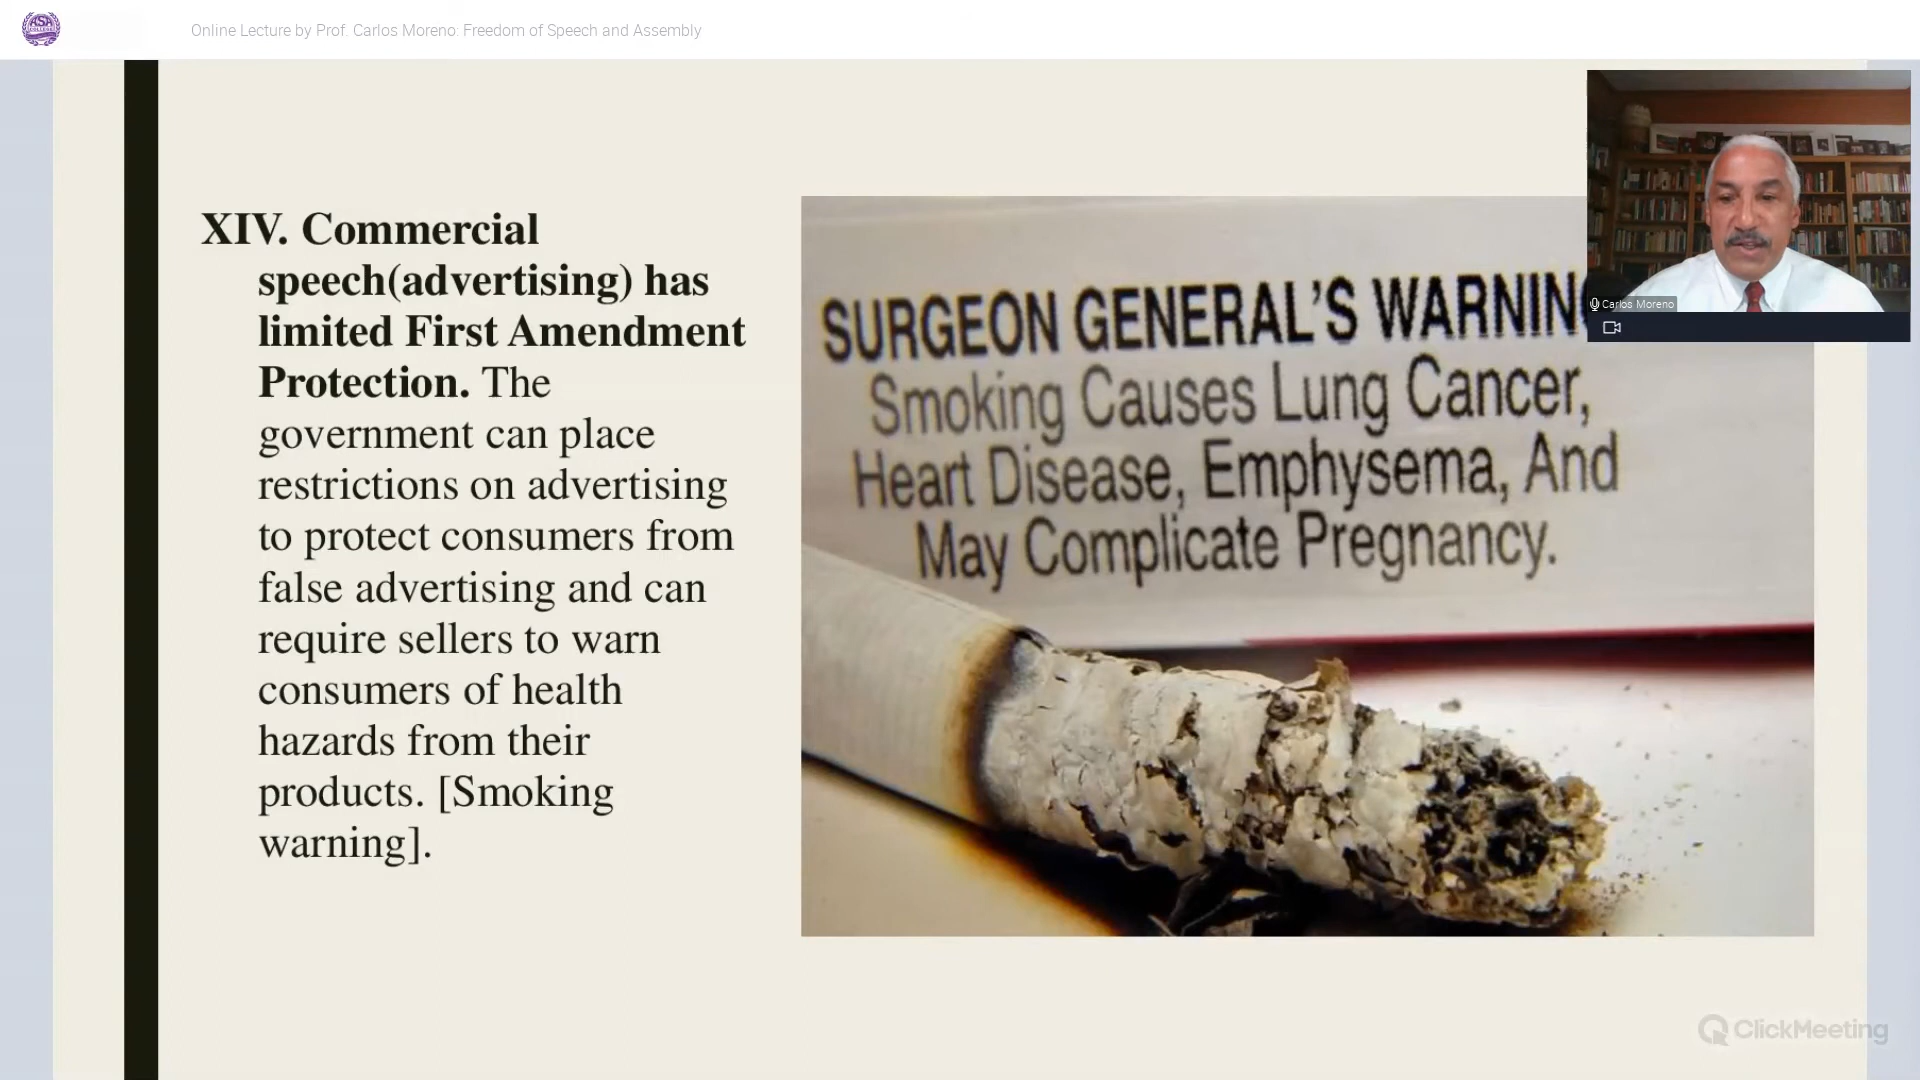 ASA
Online Lecture by Prof. Carlos Moreno: Freedom of Speech and Assembly
XIV. Commercial
speech(advertising) has
limited First Amendment
Protection. The
government can place
restrictions on advertising
to protect consumers from
false advertising and can
require sellers to warn
consumers of health
hazards from their
products. [Smoking
warning].
SURGEON GENERAL'S WARNIN
Smoking Causes Lung Cancer,
Heart Disease, Emphysema, And
May Complicate Pregnancy.
Carlos Moreno
ClickMeeting